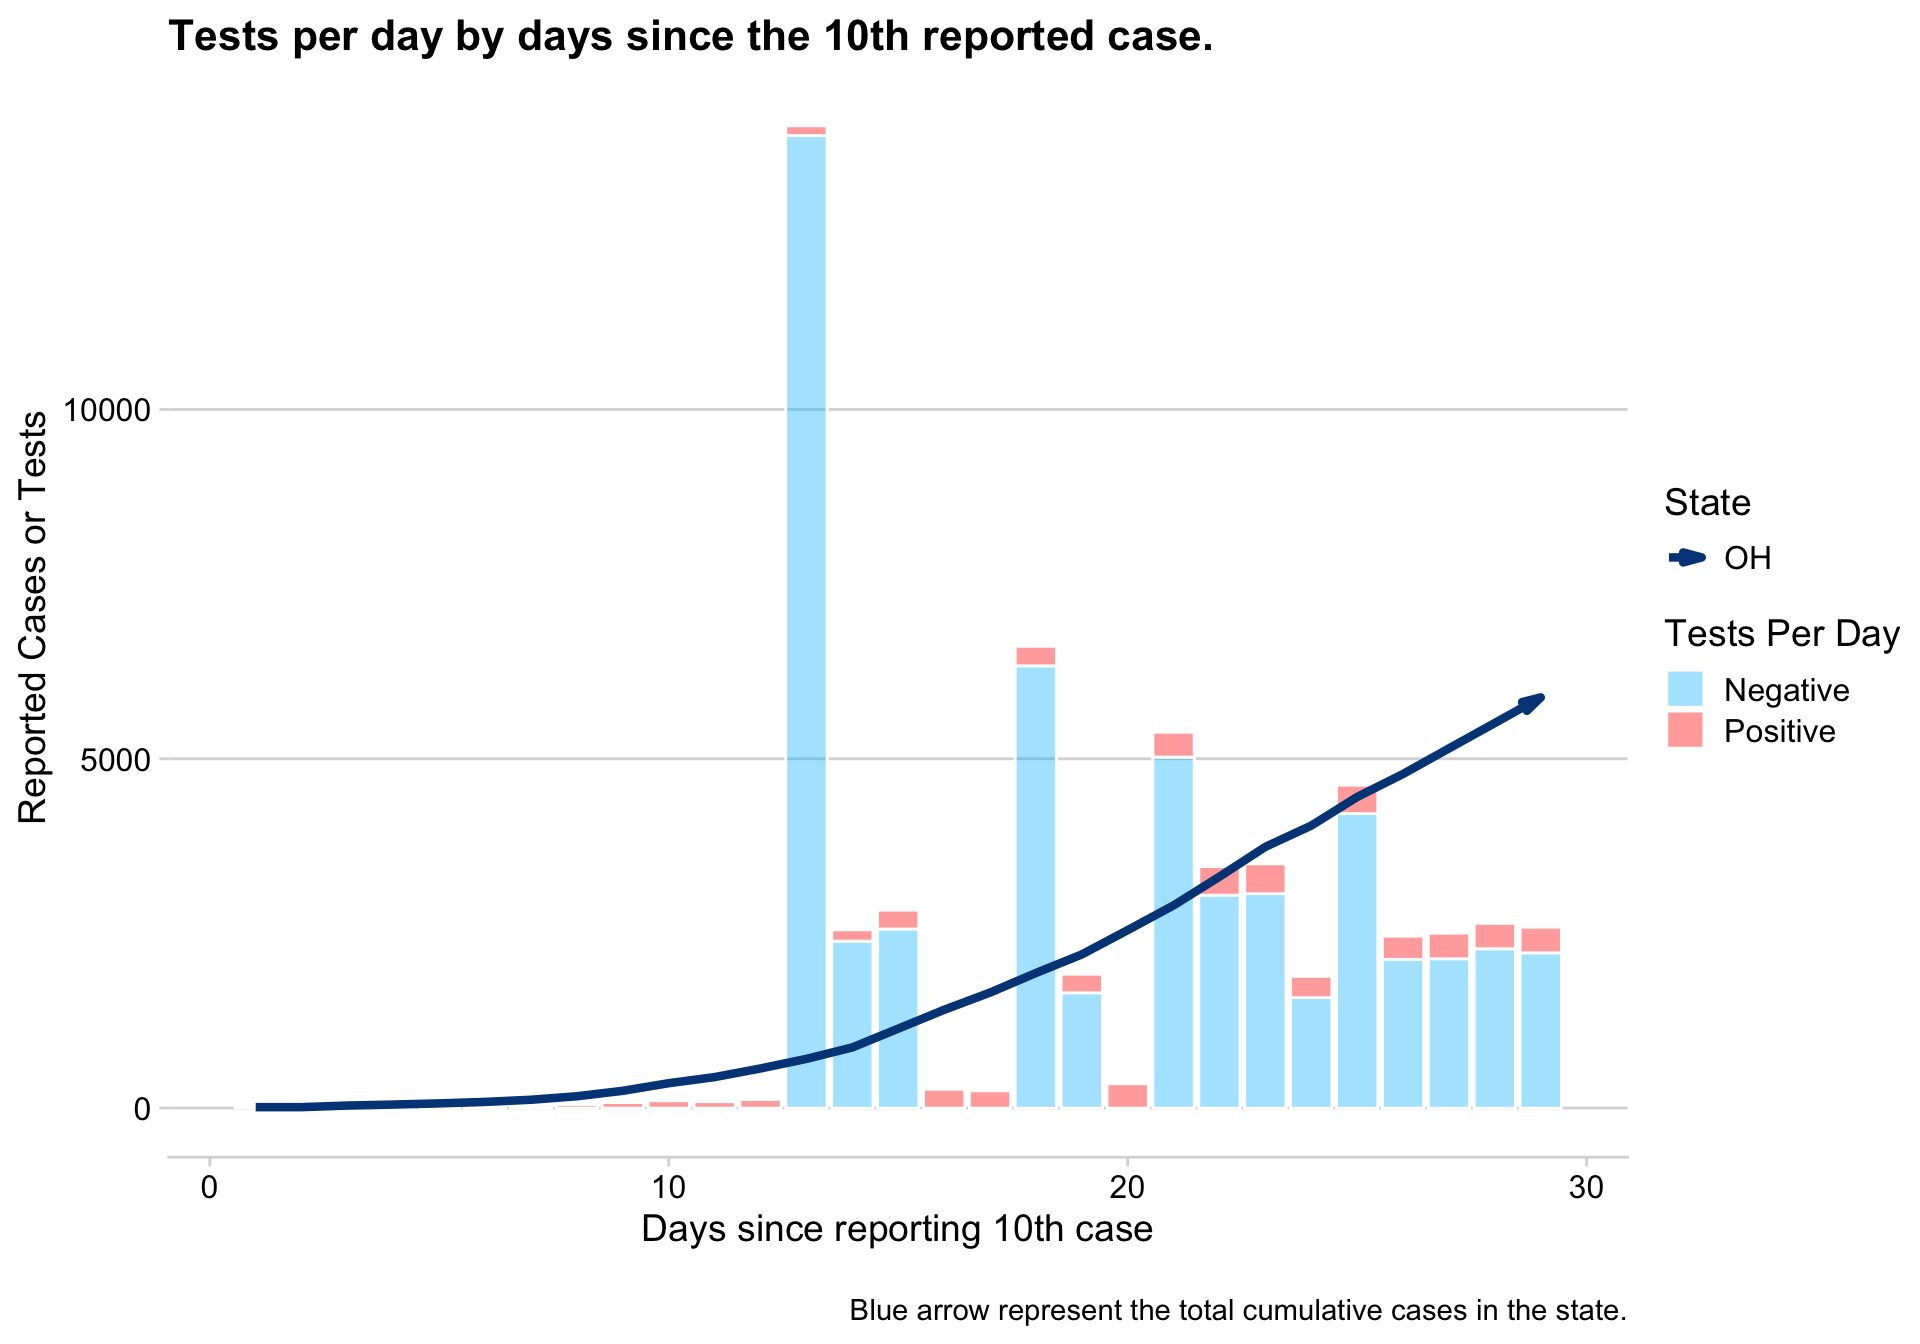 Tests per day by days since the 10th reported case.
Reported Cases or Tests
10000
5000
0
0
10
20
30
Days since reporting 10th case
State
OH
Tests Per Day
Negative
Positive
Blue arrow represent the total cumulative cases in the state.